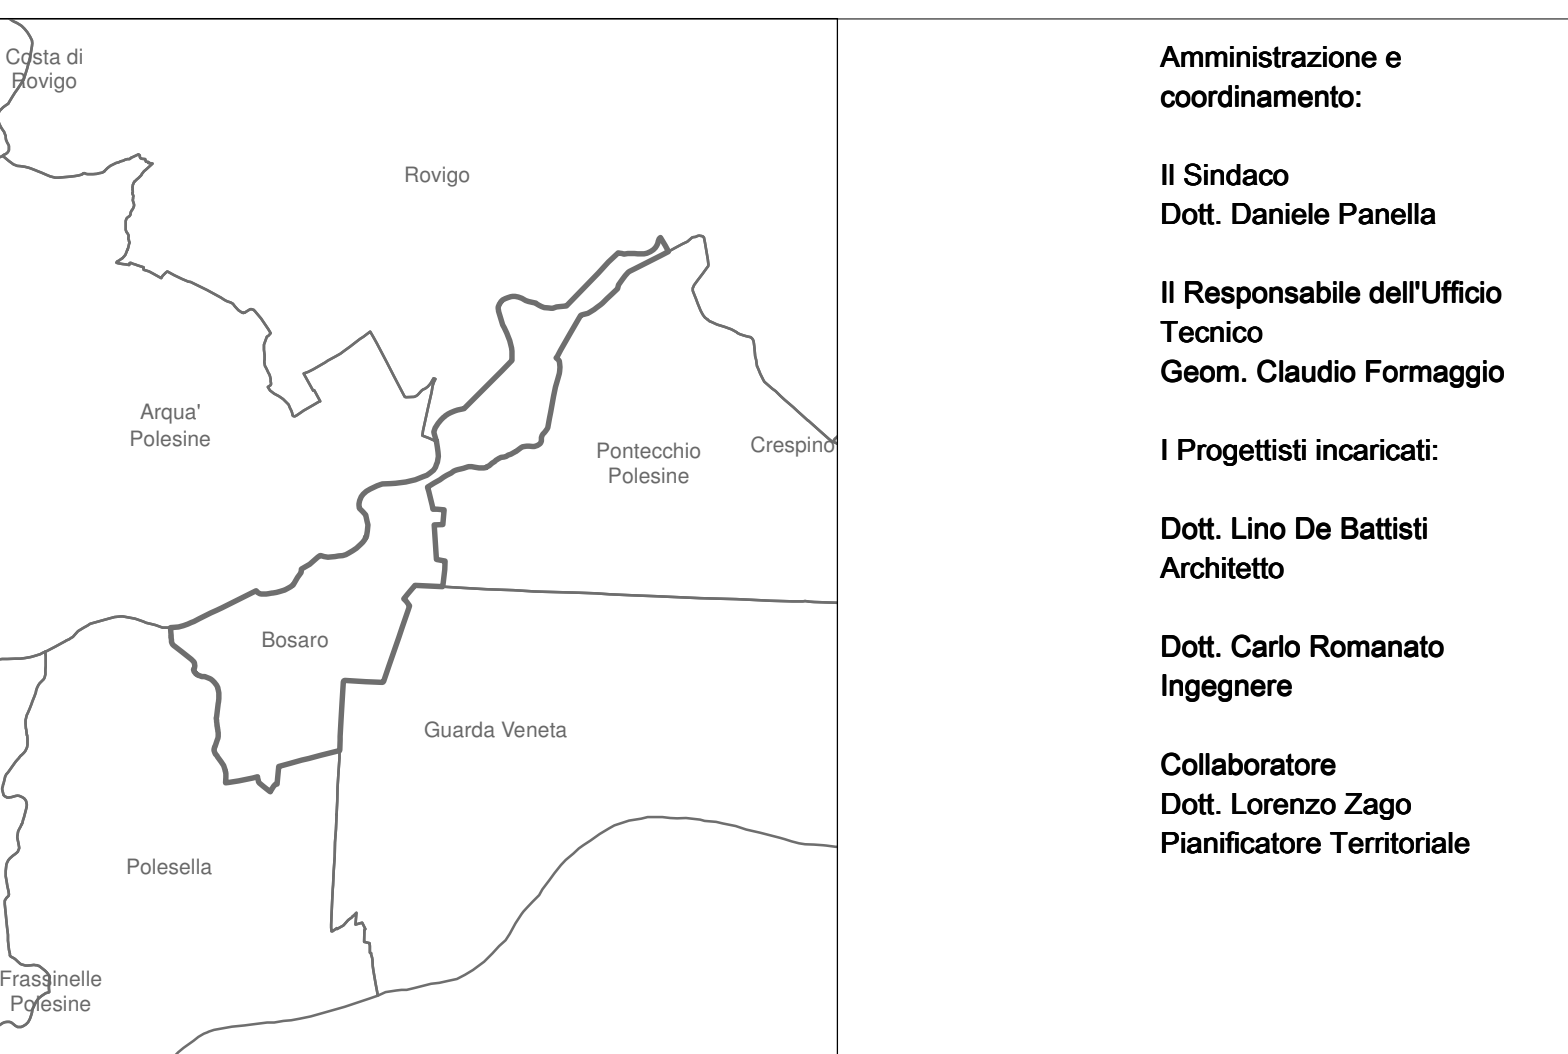 Costa di
Rovigo
Rovigo
Arqua'
Polesine
Pontecchio
Polesine
Crespino
Bosaro
Guarda Veneta
Polesella
Frassinelle
Polesine
Amministrazione e
coordinamento:
Il Sindaco
Dott. Daniele Panella
Il Responsabile dell'Ufficio
Tecnico
Geom. Claudio Formaggio
I Progettisti incaricati:
Dott. Lino De Battisti
Architetto
Dott. Carlo Romanato
Ingegnere
Collaboratore
Dott. Lorenzo Zago
Pianificatore Territoriale